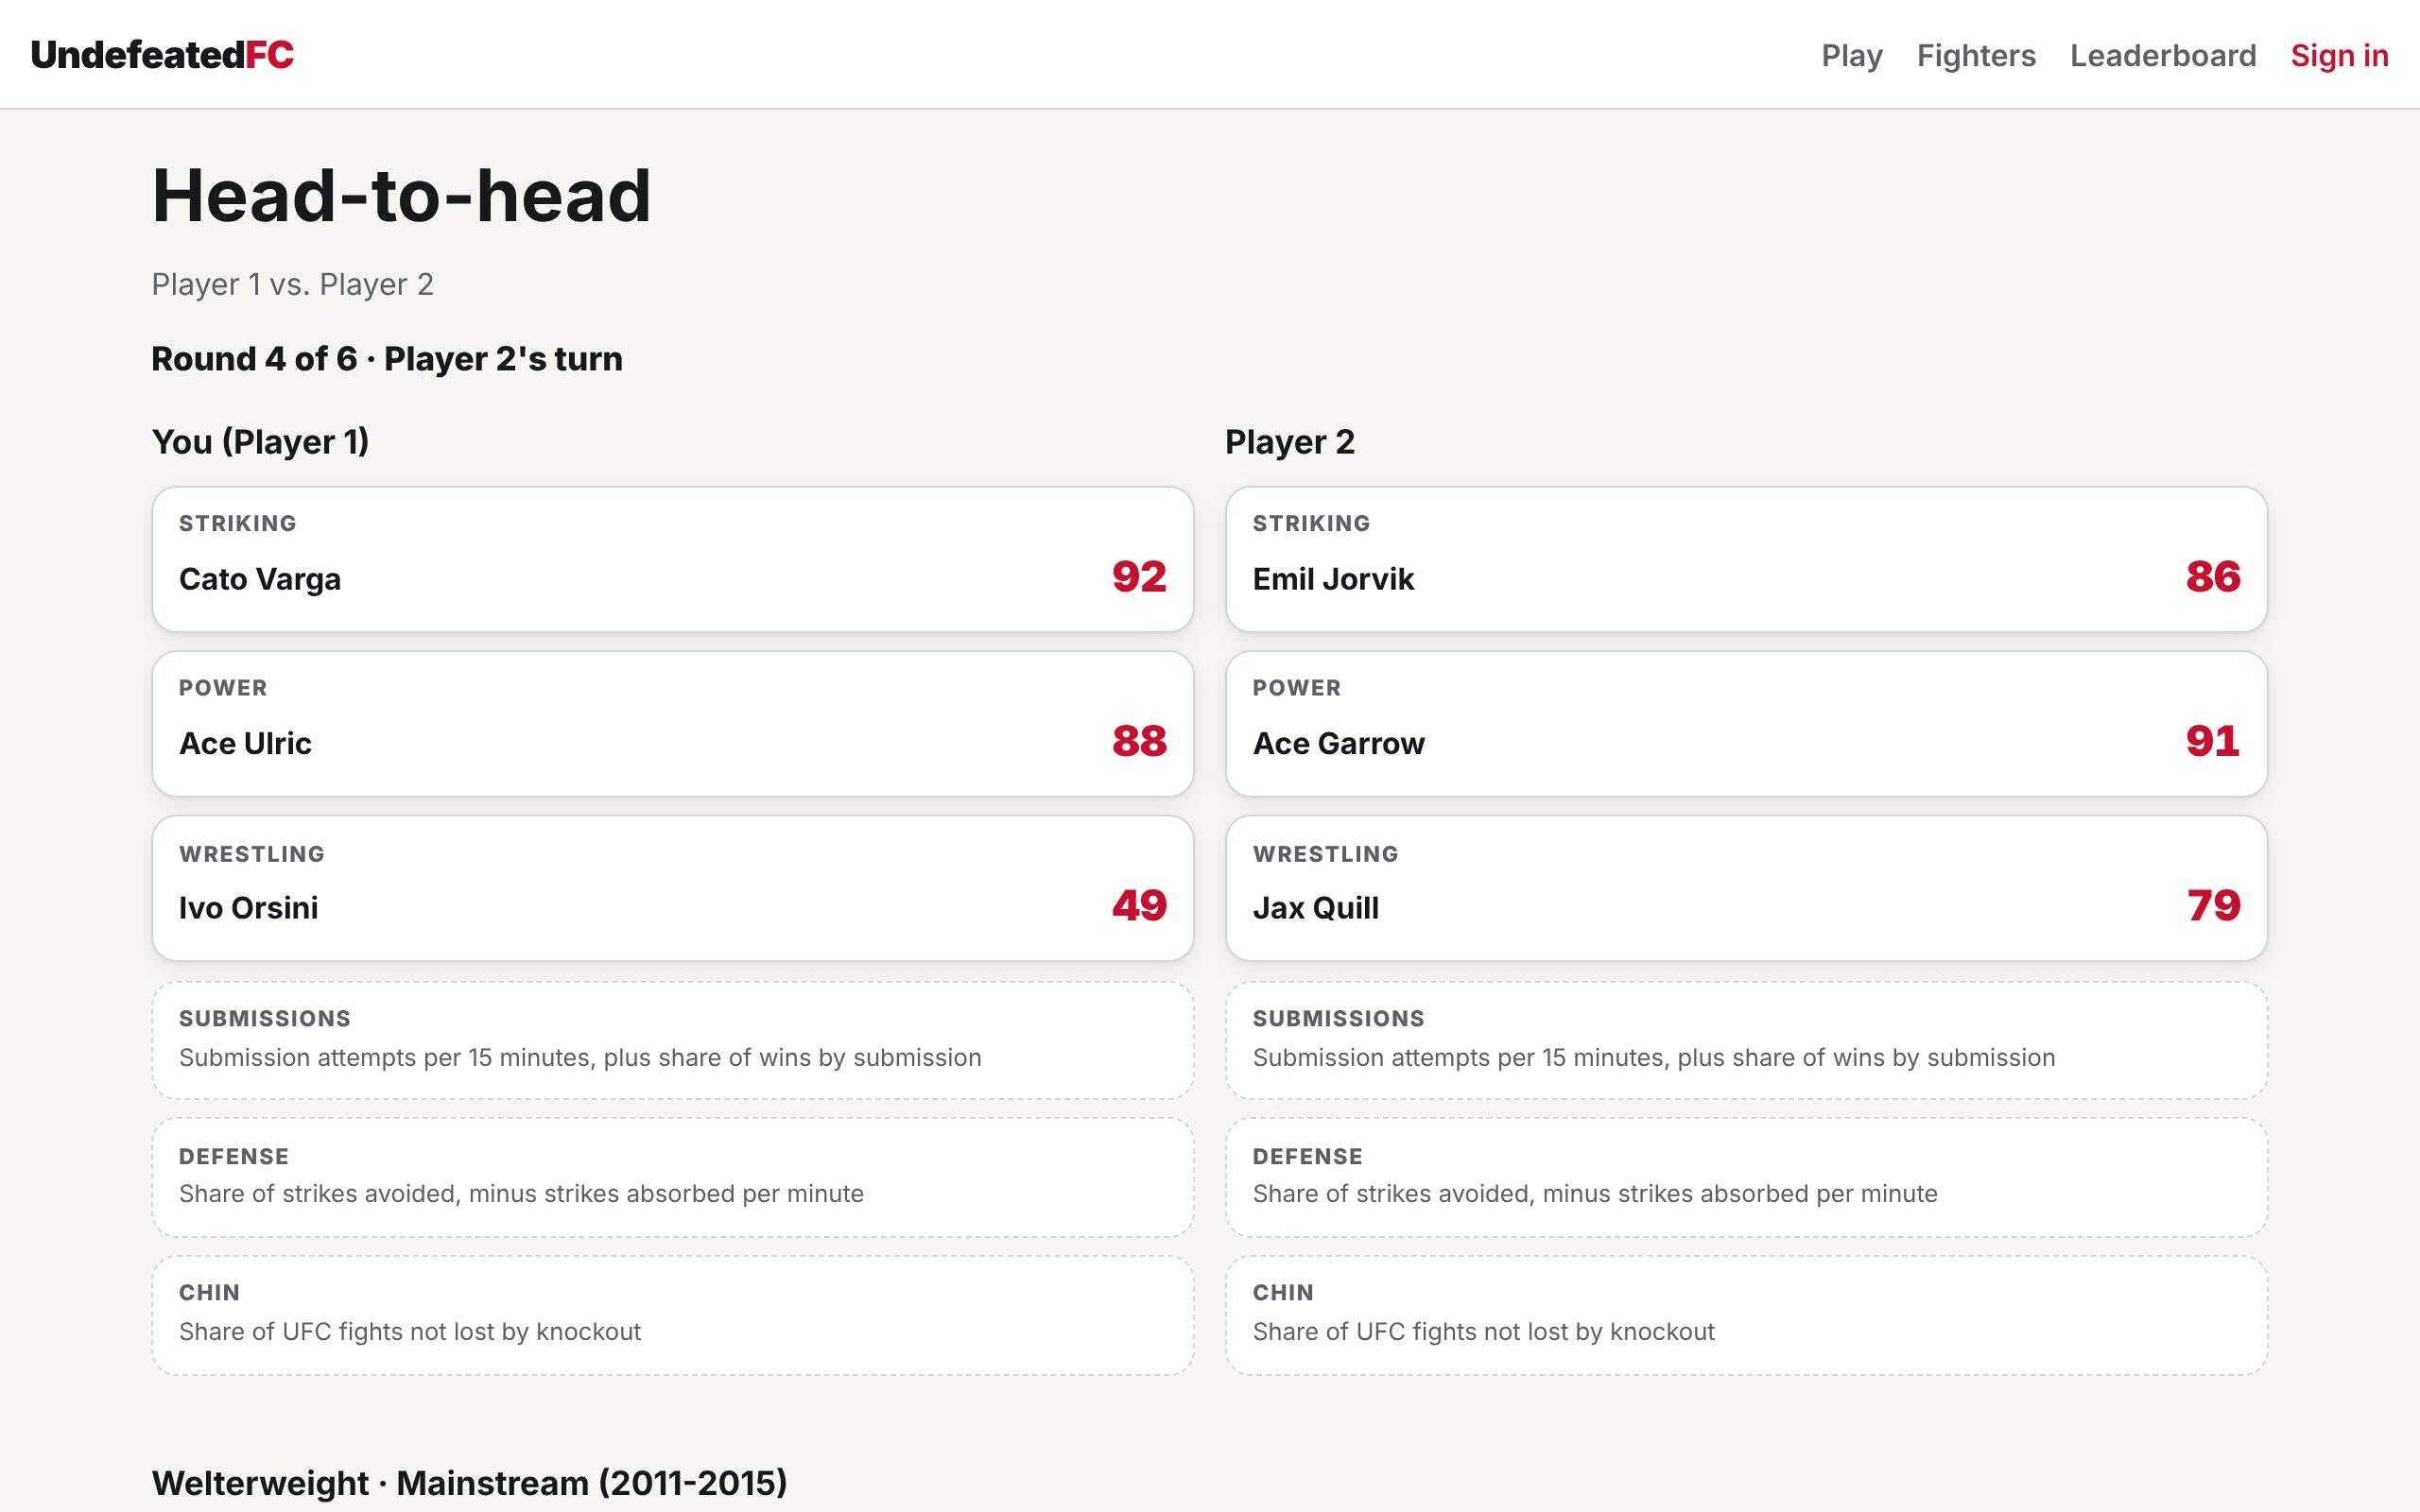 UndefeatedFC
Play Fighters Leaderboard Sign in
Head-to-head
Player 1 vs. Player 2
Round 4 of 6 · Player 2's turn
You (Player 1)
STRIKING
Cato Varga 92
POWER
Ace Ulric 88
WRESTLING
Ivo Orsini 49
SUBMISSIONS
Submission attempts per 15 minutes, plus share of wins by submission
DEFENSE
Share of strikes avoided, minus strikes absorbed per minute
CHIN
Share of UFC fights not lost by knockout
Player 2
STRIKING
Emil Jorvik 86
POWER
Ace Garrow 91
WRESTLING
Jax Quill 79
SUBMISSIONS
Submission attempts per 15 minutes, plus share of wins by submission
DEFENSE
Share of strikes avoided, minus strikes absorbed per minute
CHIN
Share of UFC fights not lost by knockout
Welterweight · Mainstream (2011-2015)